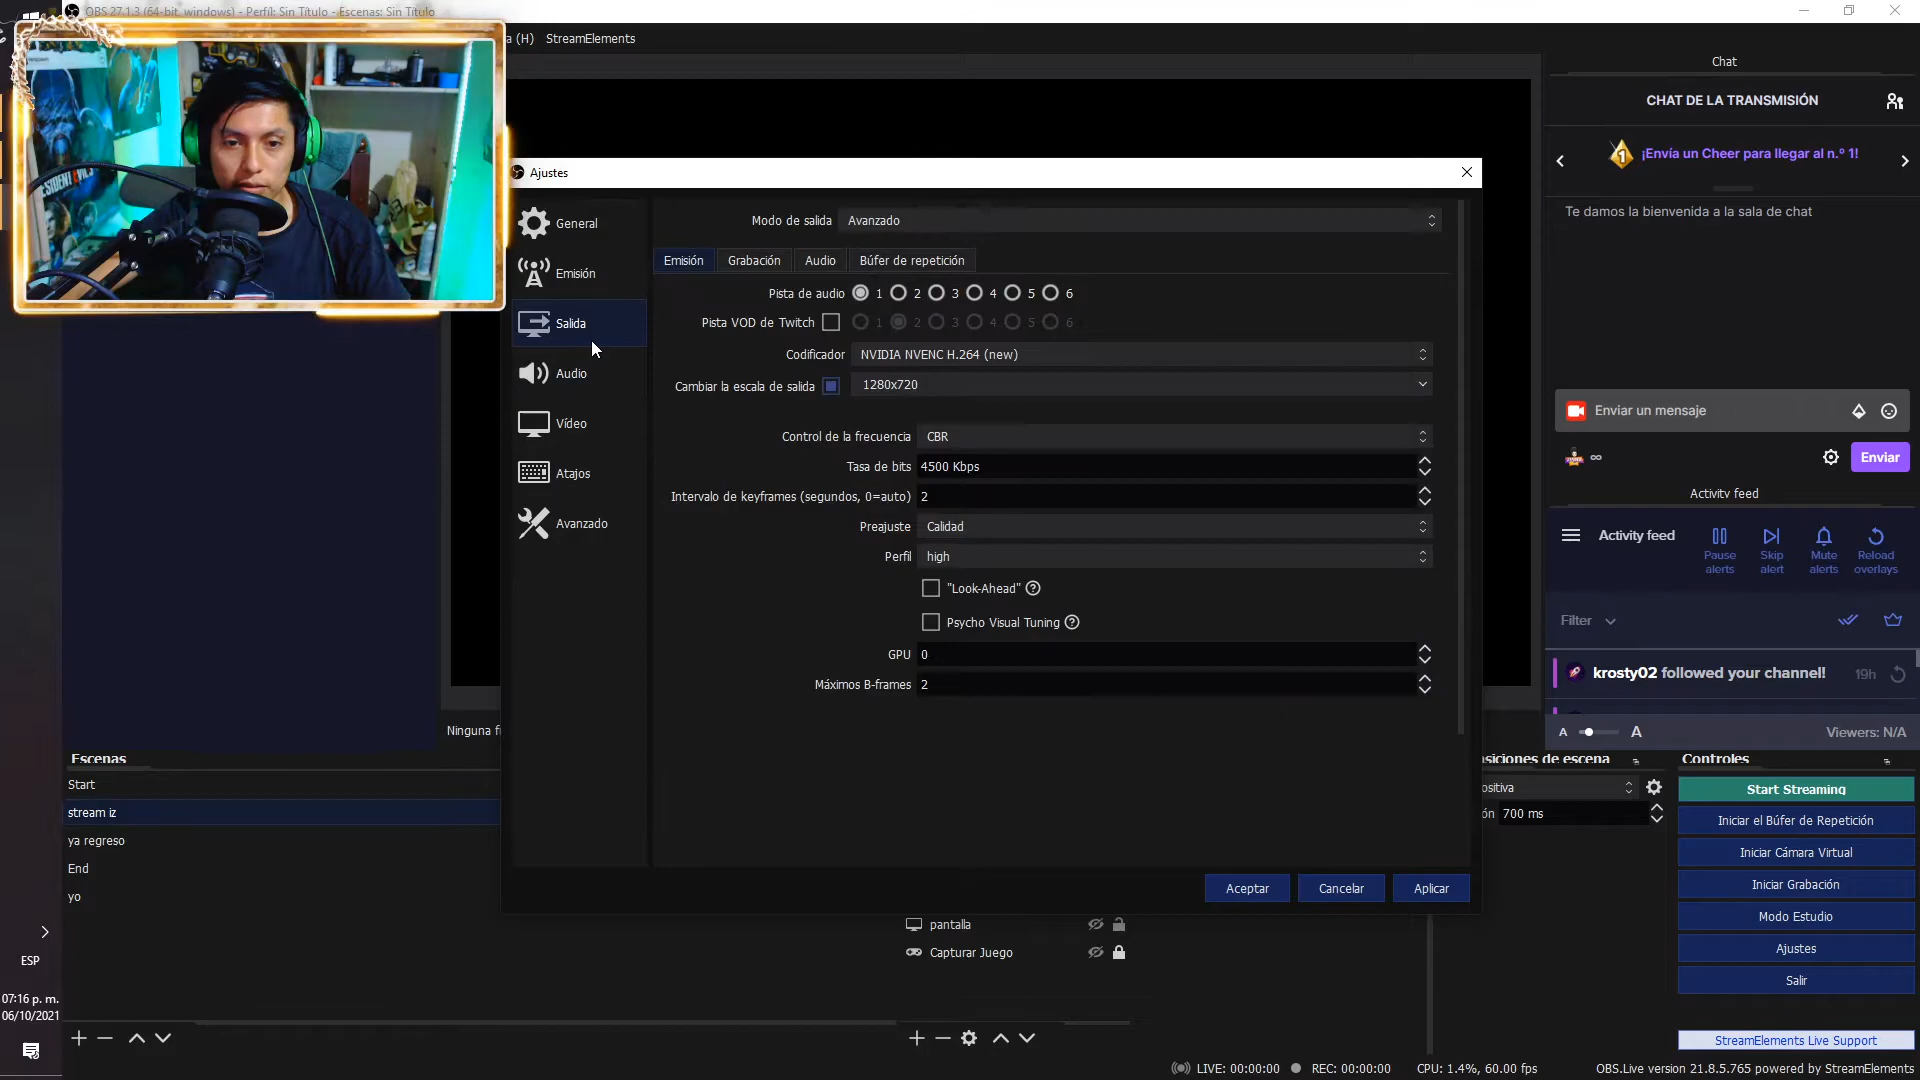 OBS 27.1.3 (64-bit, windows) - Perfil: Sin Título - Escenas: Sin Título
a (H) StreamElements
Ajustes
General
Emisión
Salida
Audio
Vídeo
Atajos
Avanzado
Modo de salida Avanzado
Emisión Grabación Audio Búfer de repetición
Pista de audio 1 2 3 4 5 6
Pista VOD de Twitch 1 2 3 4 5 6
Codificador NVIDIA NVENC H.264 (new)
Cambiar la escala de salida 1280x720
Control de la frecuencia CBR
Tasa de bits 4500 Kbps
Intervalo de keyframes (segundos, 0=auto) 2
Preajuste Calidad
Perfil high
"Look-Ahead" ?
Psycho Visual Tuning ?
GPU 0
Máximos B-frames 2
Aceptar Cancelar Aplicar
Chat
CHAT DE LA TRANSMISIÓN
1 ¡Envía un Cheer para llegar al n.º 1!
Te damos la bienvenida a la sala de chat
Enviar un mensaje
∞ Enviar
Activity feed
Activity feed
Pause alerts
Skip alert
Mute alerts
Reload overlays
Filter
krosty02 followed your channel! 19h
A A Viewers: N/A
Ninguna f
Escenas
Start
stream iz
ya regreso
End
yo
pantalla
Capturar Juego
siciones de escena
ositiva
ón 700 ms
Controles
Start Streaming
Iniciar el Búfer de Repetición
Iniciar Cámara Virtual
Iniciar Grabación
Modo Estudio
Ajustes
Salir
StreamElements Live Support
ESP
07:16 p. m.
06/10/2021
LIVE: 00:00:00 REC: 00:00:00 CPU: 1.4%, 60.00 fps OBS.Live version 21.8.5.765 powered by StreamElements